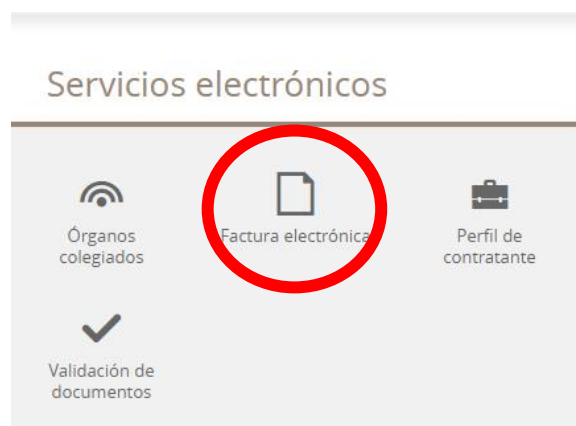 Servicios electrónicos
Órganos
colegiados
Factura electrónica
Perfil de
contratante
Validación de
documentos